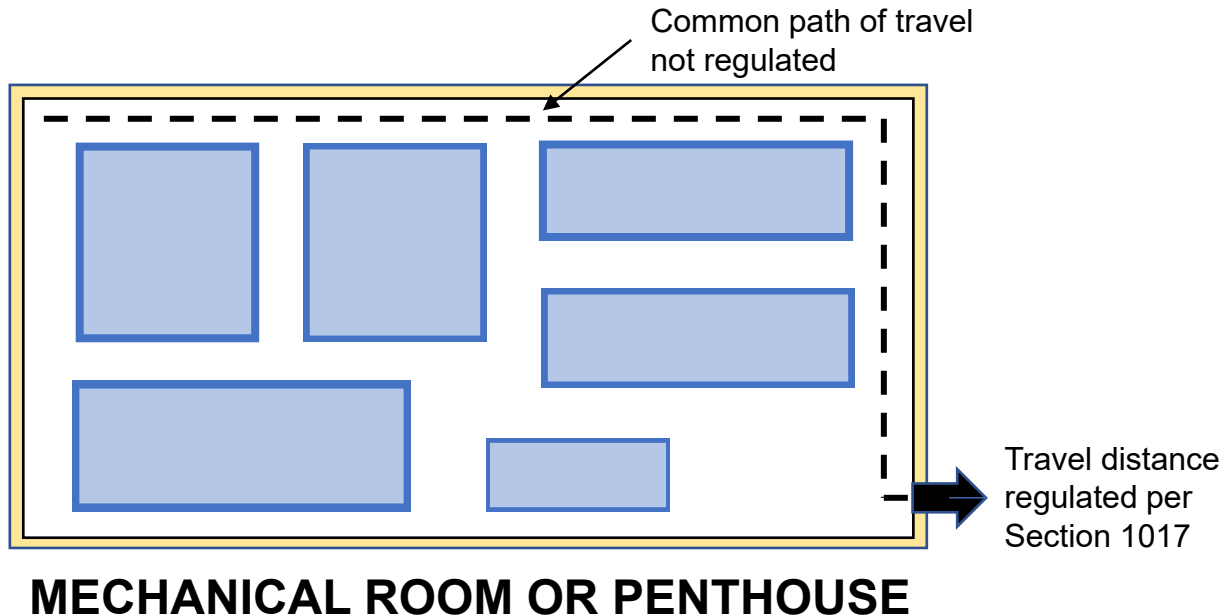 Common path of travel
not regulated
Travel distance
regulated per
Section 1017
MECHANICAL ROOM OR PENTHOUSE